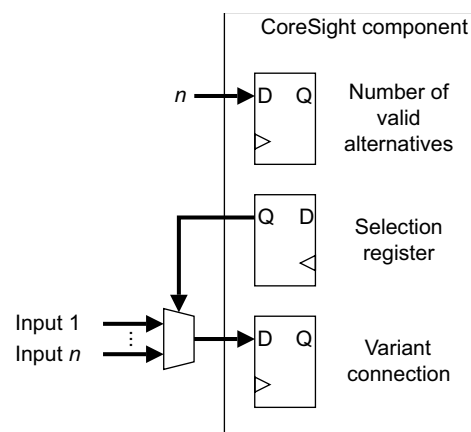 CoreSight component
n
D Q
Number of
valid
alternatives
Q D
Selection
register
Input 1
⋮
Input n
D Q
Variant
connection